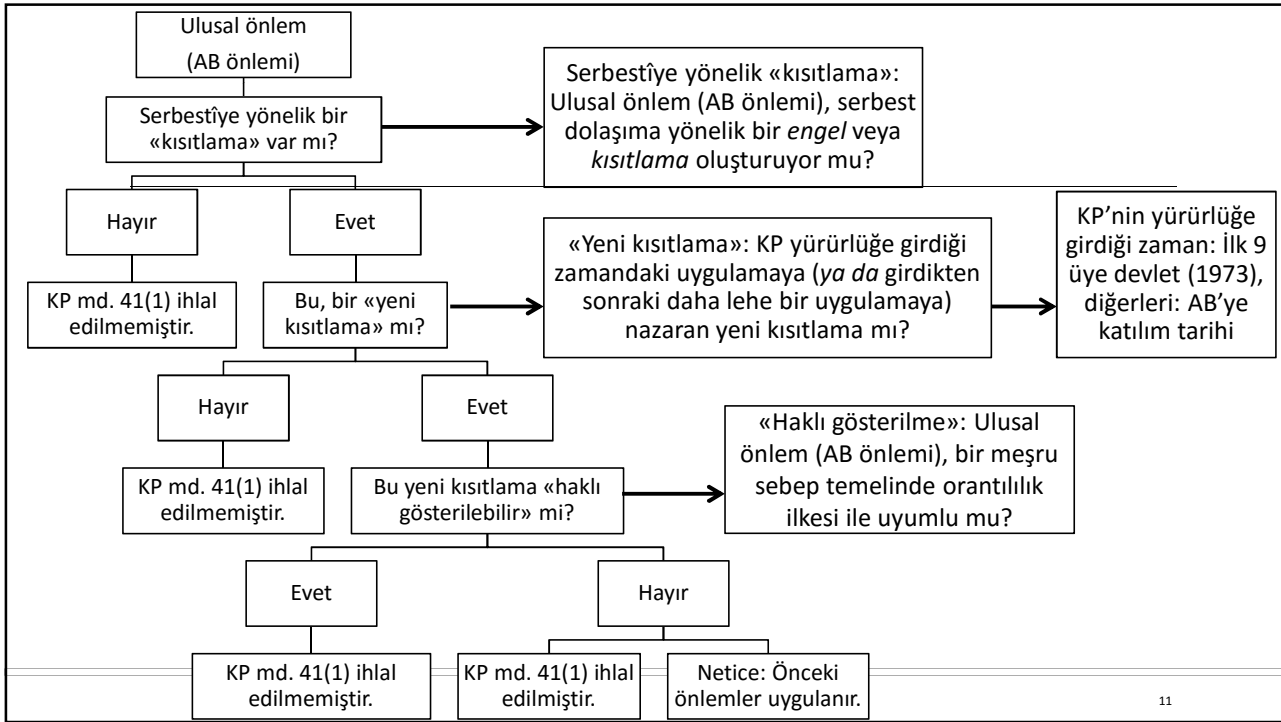 Ulusal önlem
(AB önlemi)
Serbestîye yönelik bir
«kısıtlama» var mı?
Serbestîye yönelik «kısıtlama»:
Ulusal önlem (AB önlemi), serbest
dolaşıma yönelik bir engel veya
kısıtlama oluşturuyor mu?
Hayır
Evet
KP md. 41(1) ihlal
edilmemiştir.
Bu, bir «yeni
kısıtlama» mı?
«Yeni kısıtlama»: KP yürürlüğe girdiği
zamandaki uygulamaya (ya da girdikten
sonraki daha lehe bir uygulamaya)
nazaran yeni kısıtlama mı?
KP’nin yürürlüğe
girdiği zaman: İlk 9
üye devlet (1973),
diğerleri: AB’ye
katılım tarihi
Hayır
Evet
KP md. 41(1) ihlal
edilmemiştir.
Bu yeni kısıtlama «haklı
gösterilebilir» mi?
«Haklı gösterilme»: Ulusal
önlem (AB önlemi), bir meşru
sebep temelinde orantılılık
ilkesi ile uyumlu mu?
Evet
Hayır
KP md. 41(1) ihlal
edilmemiştir.
KP md. 41(1) ihlal
edilmiştir.
Netice: Önceki
önlemler uygulanır.
11